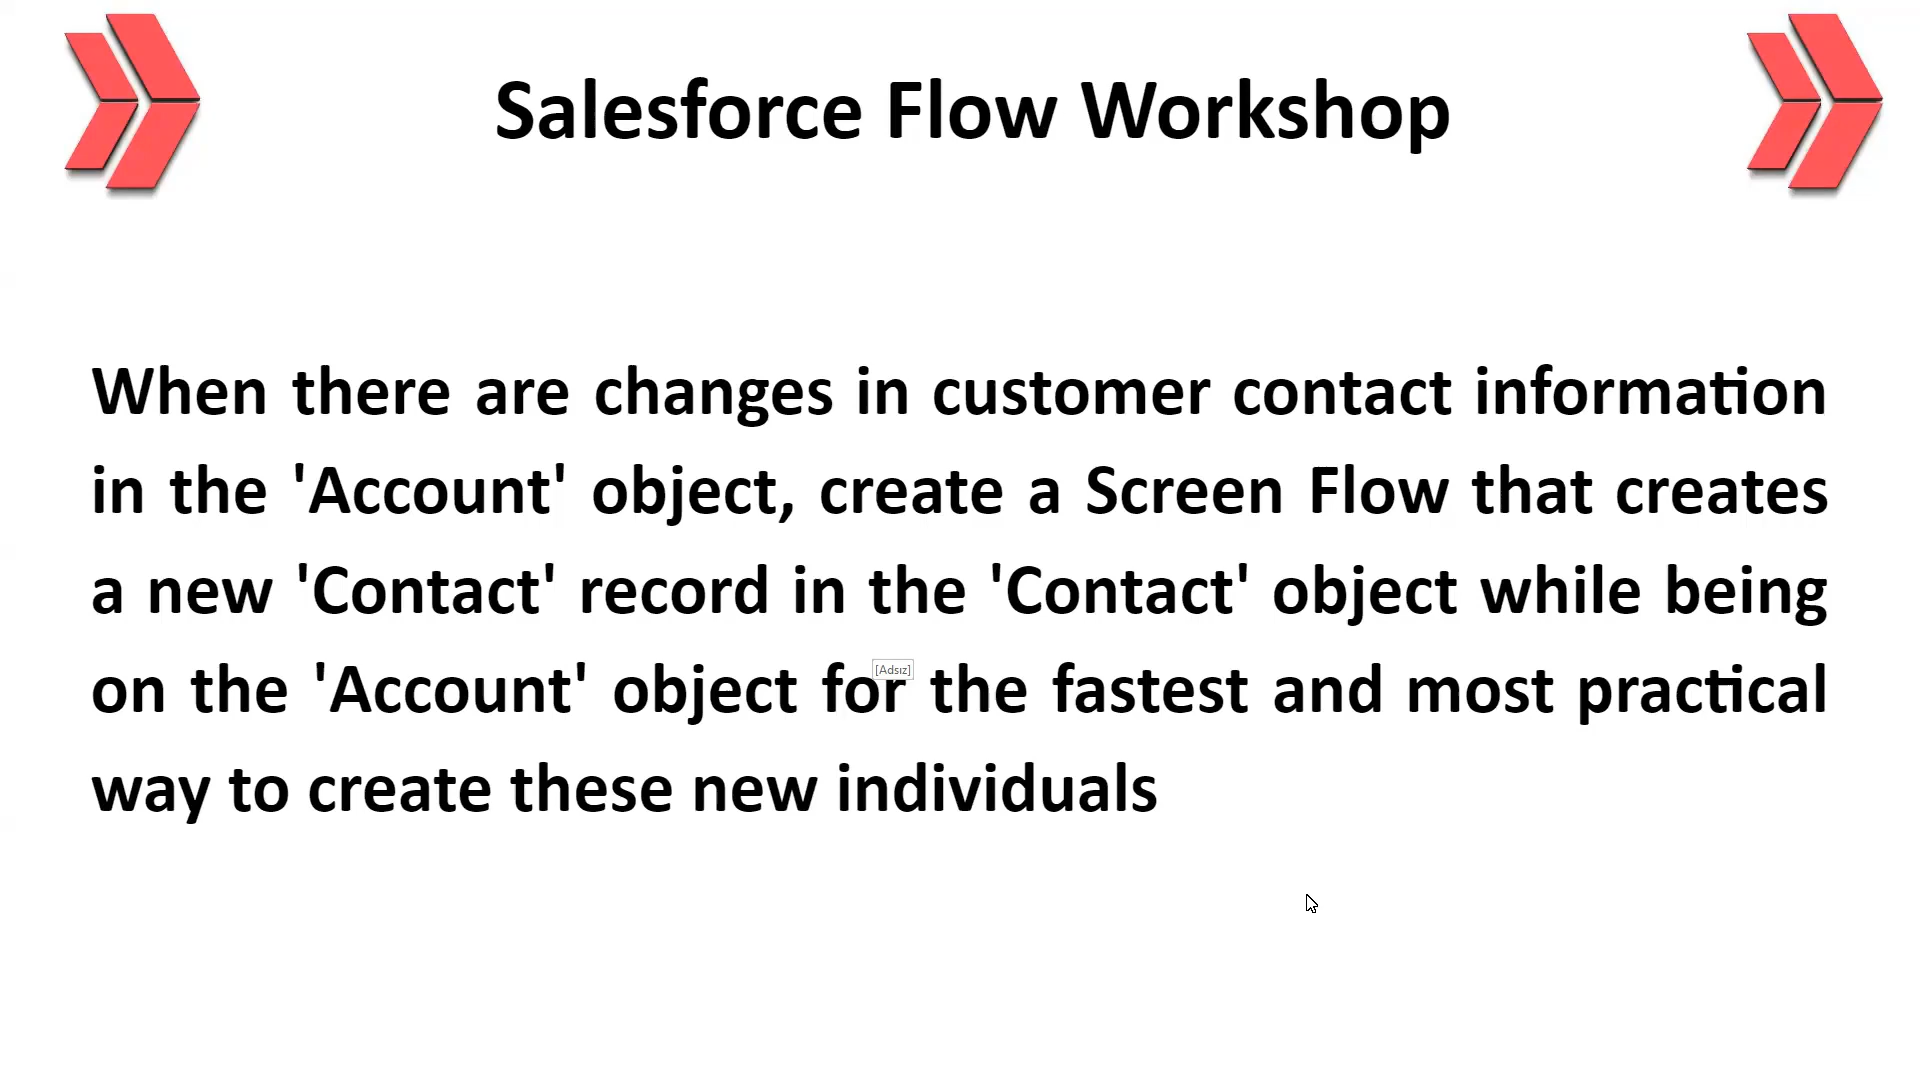 Salesforce Flow Workshop
When there are changes in customer contact information
in the 'Account' object, create a Screen Flow that creates
a new 'Contact' record in the 'Contact' object while being
[Adsız]
on the 'Account' object for the fastest and most practical
way to create these new individuals